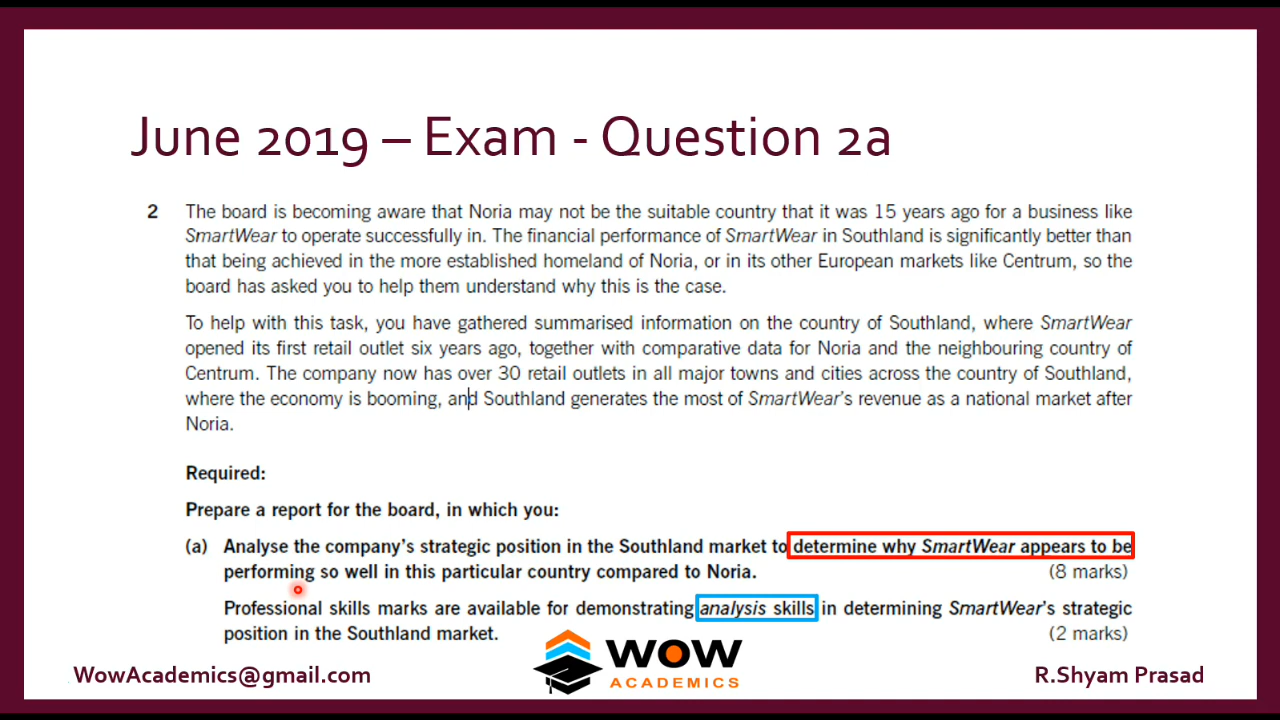 June 2019 – Exam - Question 2a
2 The board is becoming aware that Noria may not be the suitable country that it was 15 years ago for a business like
SmartWear to operate successfully in. The financial performance of SmartWear in Southland is significantly better than
that being achieved in the more established homeland of Noria, or in its other European markets like Centrum, so the
board has asked you to help them understand why this is the case.
To help with this task, you have gathered summarised information on the country of Southland, where SmartWear
opened its first retail outlet six years ago, together with comparative data for Noria and the neighbouring country of
Centrum. The company now has over 30 retail outlets in all major towns and cities across the country of Southland,
where the economy is booming, and Southland generates the most of SmartWear's revenue as a national market after
Noria.
Required:
Prepare a report for the board, in which you:
(a) Analyse the company's strategic position in the Southland market to determine why SmartWear appears to be
performing so well in this particular country compared to Noria. (8 marks)
Professional skills marks are available for demonstrating analysis skills in determining SmartWear's strategic
position in the Southland market. (2 marks)
WowAcademics@gmail.com
WOW
ACADEMICS
R.Shyam Prasad